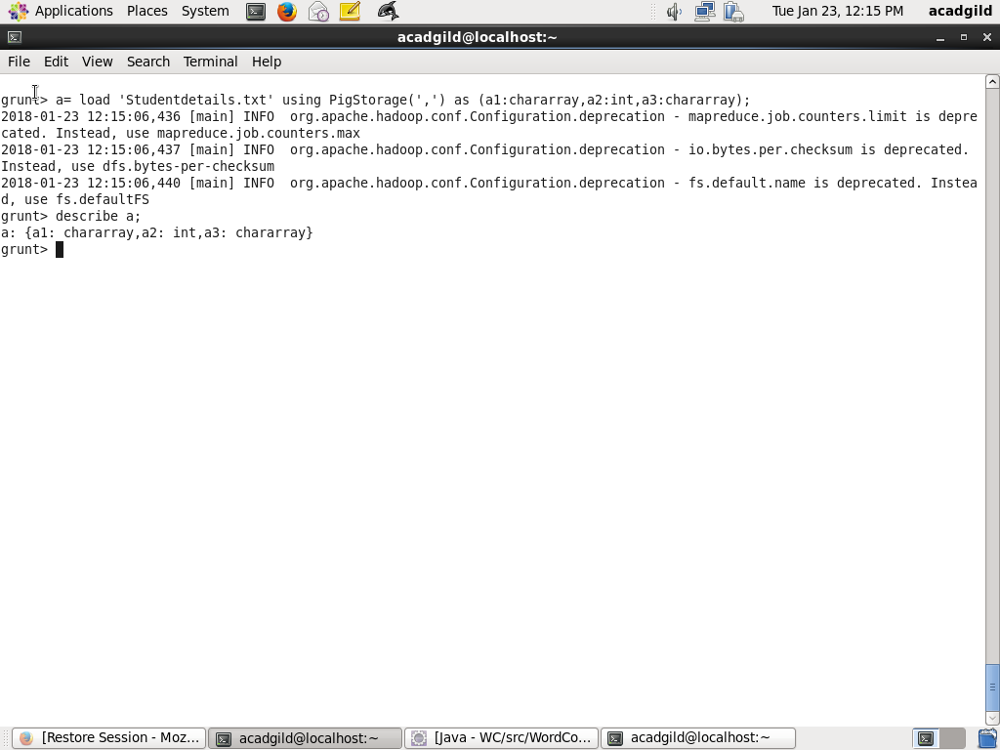 Applications Places System Tue Jan 23, 12:15 PM acadgild
acadgild@localhost:~
File Edit View Search Terminal Help
grunt> a= load 'Studentdetails.txt' using PigStorage(',') as (a1:chararray,a2:int,a3:chararray);
2018-01-23 12:15:06,436 [main] INFO  org.apache.hadoop.conf.Configuration.deprecation - mapreduce.job.counters.limit is depre
cated. Instead, use mapreduce.job.counters.max
2018-01-23 12:15:06,437 [main] INFO  org.apache.hadoop.conf.Configuration.deprecation - io.bytes.per.checksum is deprecated.
Instead, use dfs.bytes-per-checksum
2018-01-23 12:15:06,440 [main] INFO  org.apache.hadoop.conf.Configuration.deprecation - fs.default.name is deprecated. Instea
d, use fs.defaultFS
grunt> describe a;
a: {a1: chararray,a2: int,a3: chararray}
grunt>
[Restore Session - Moz... acadgild@localhost:~ [Java - WC/src/WordCo... acadgild@localhost:~